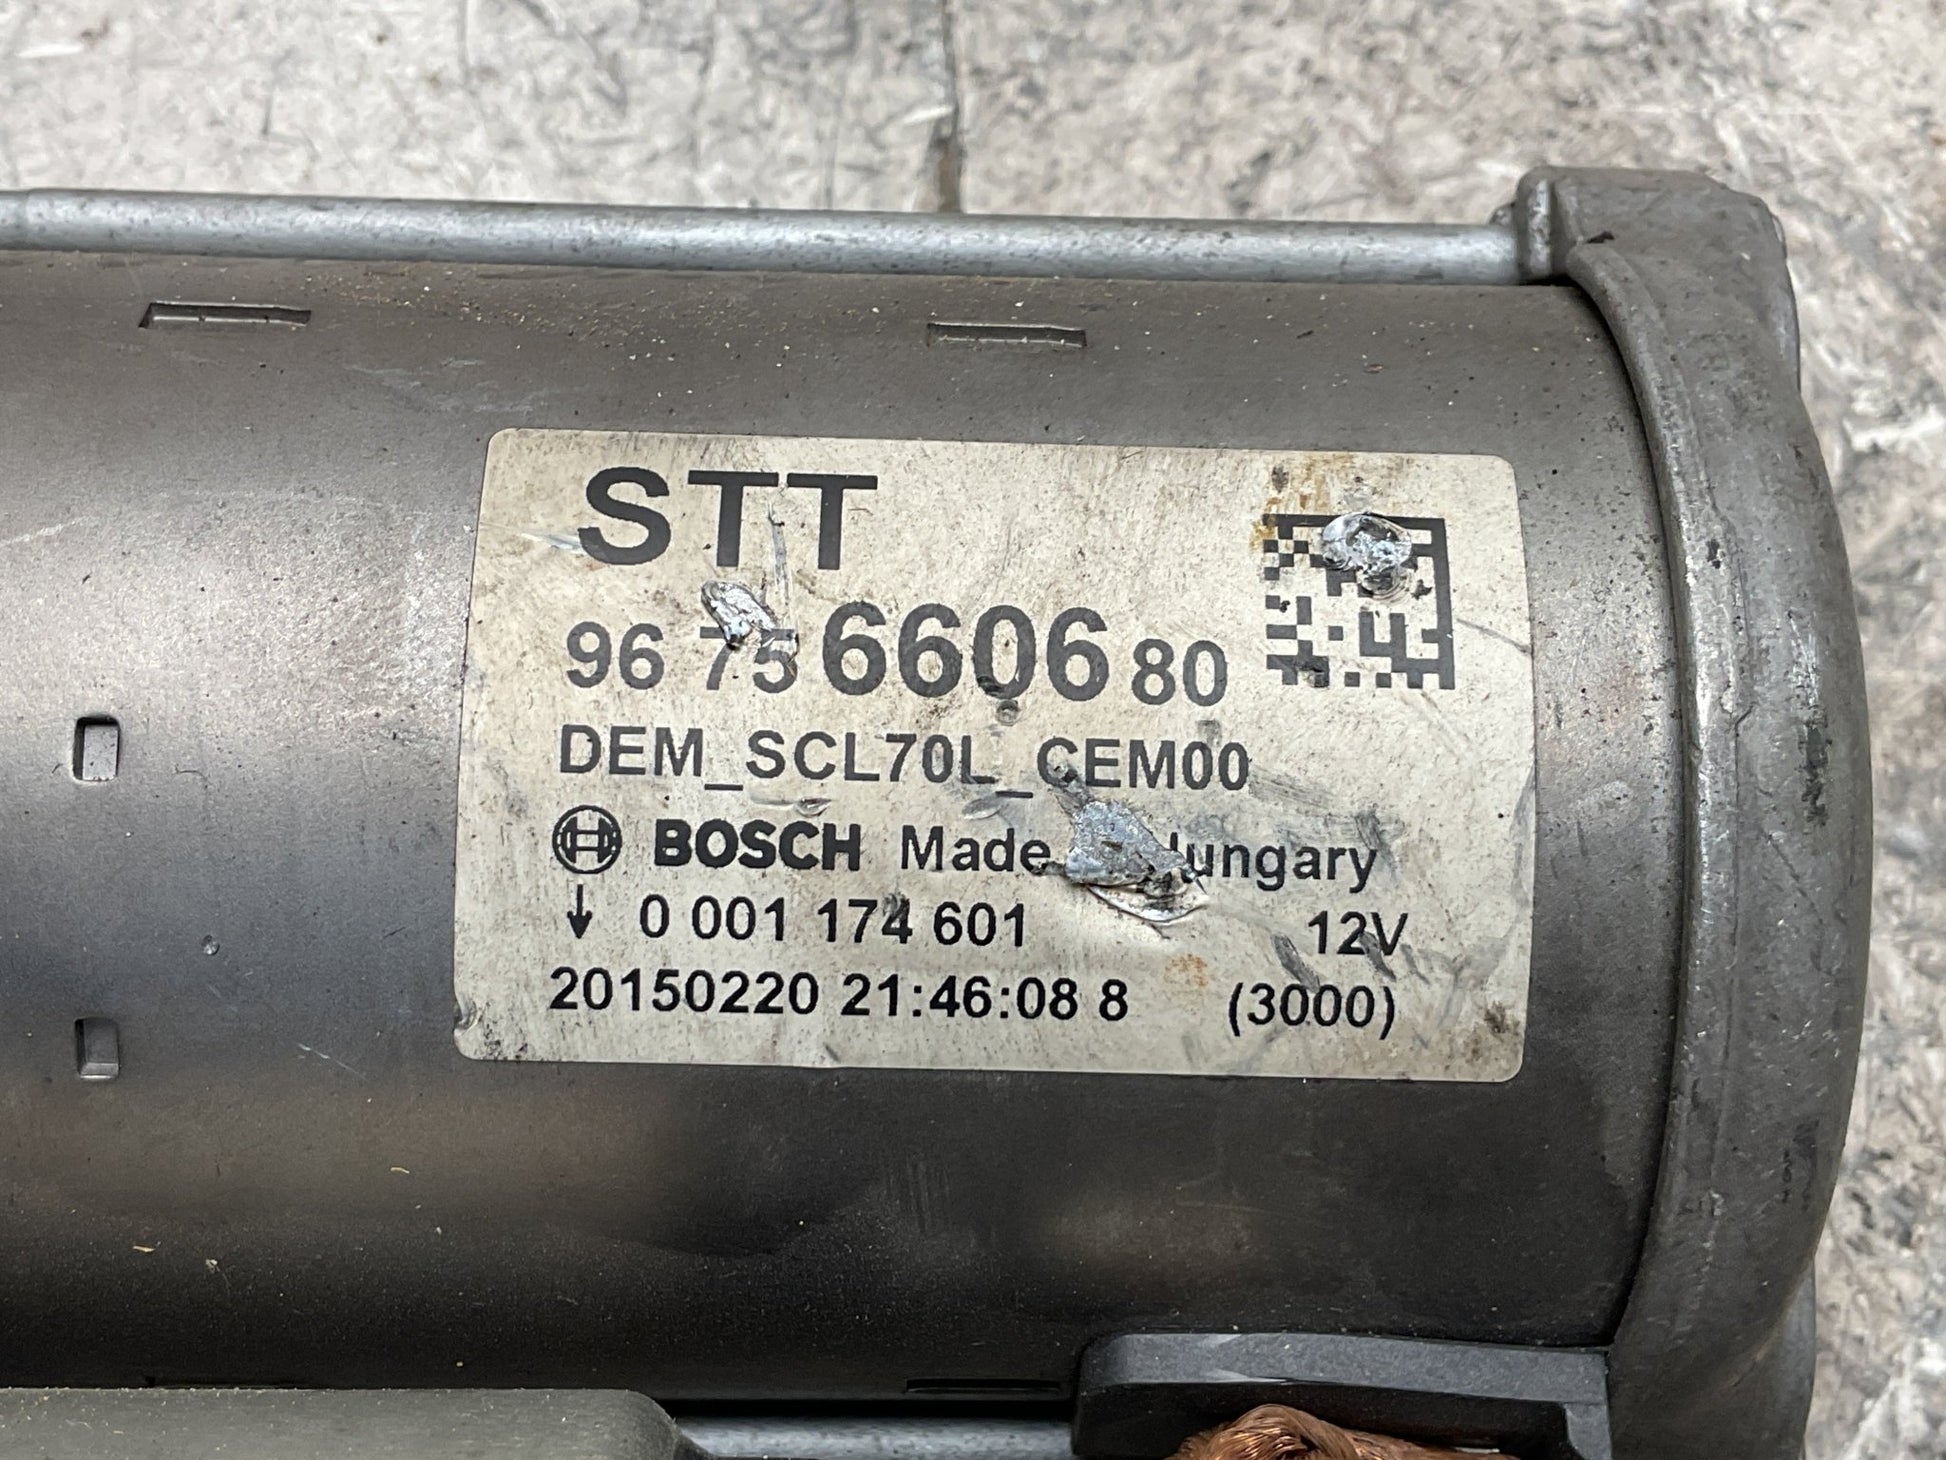 STT
96 75 6606 80
DEM_SCL70L_CEM00
BOSCH Made Hungary
↓ 0 001 174 601 12V
20150220 21:46:08 8 (3000)